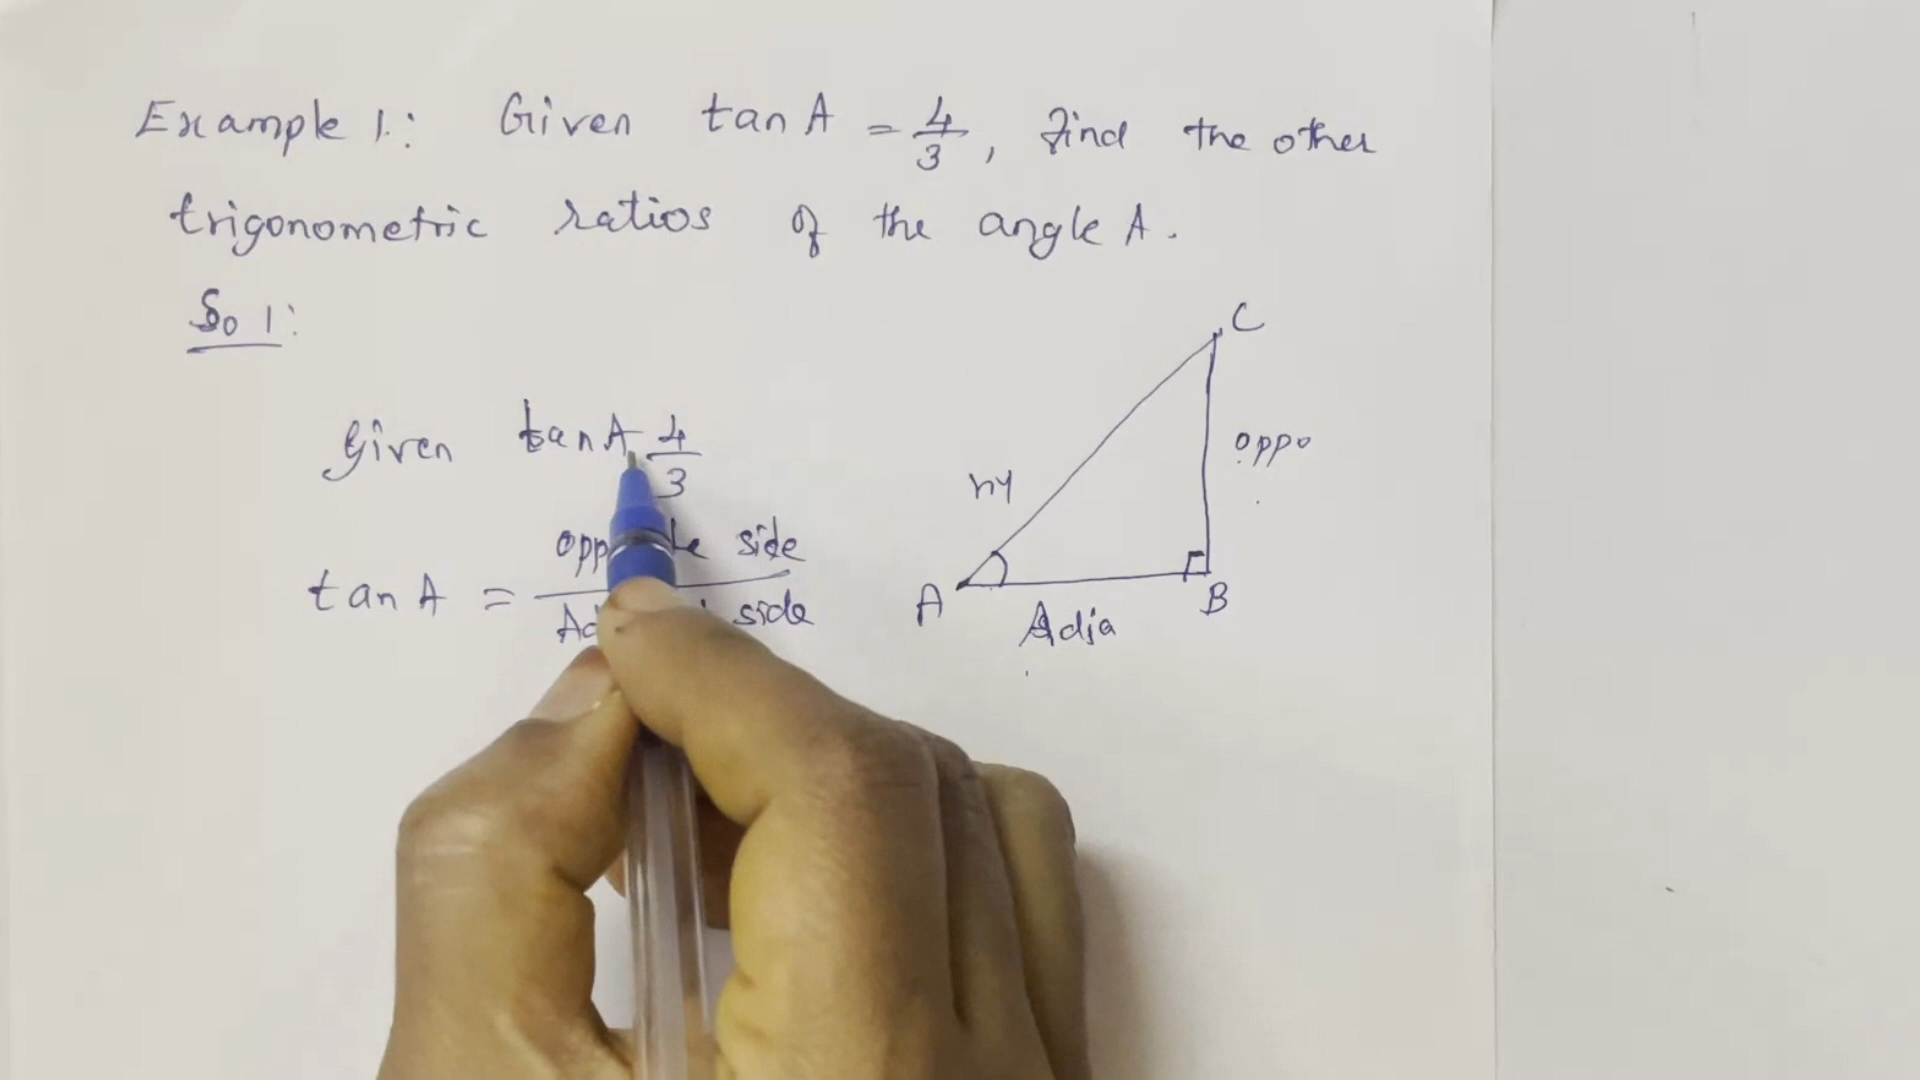 Example 1: Given tan A = 4/3, find the other
trigonometric ratios of the angle A.
Sol:
Given tan A 4/3
side
tan A = side
C
oppo
hy
A
B
Adja